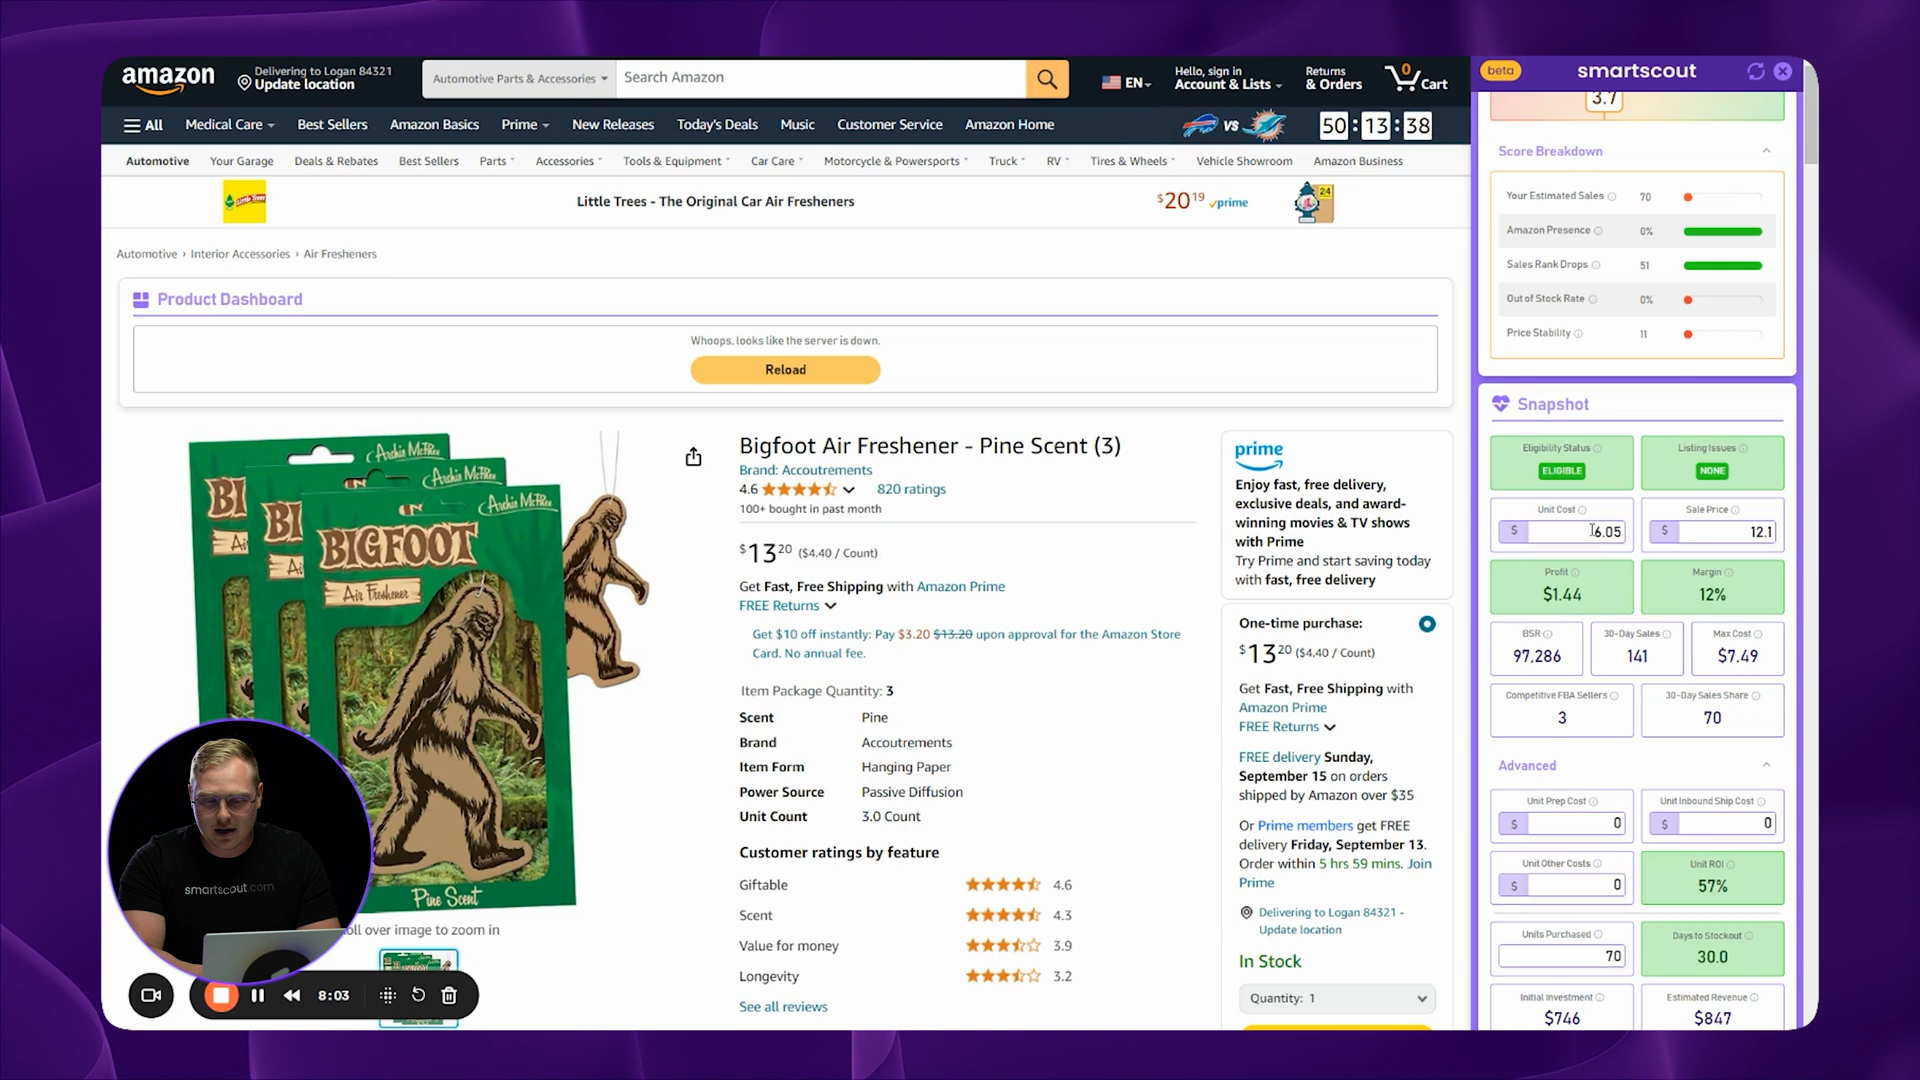 amazon
Delivering to Logan 84321
Update location
Automotive Parts & Accessories
Search Amazon
EN
Hello, sign in
Account & Lists
Returns
& Orders
0
Cart
beta
smartscout
All
Medical Care
Best Sellers
Amazon Basics
Prime
New Releases
Today's Deals
Music
Customer Service
Amazon Home
VS
50:13:38
3.7
Automotive
Your Garage
Deals & Rebates
Best Sellers
Parts
Accessories
Tools & Equipment
Car Care
Motorcycle & Powersports
Truck
RV
Tires & Wheels
Vehicle Showroom
Amazon Business
Little Trees
Little Trees - The Original Car Air Fresheners
$20 19 prime
24
Automotive › Interior Accessories › Air Fresheners
Product Dashboard
Whoops, looks like the server is down.
Reload
Archie McPhee
Archie McPhee
Archie McPhee
BI
BI
BIGFOOT
Ai
Ai
Air Freshener
Archie McPhee
Pine Scent
Roll over image to zoom in
smartscout.com
8:03
Bigfoot Air Freshener - Pine Scent (3)
Brand: Accoutrements
4.6
820 ratings
100+ bought in past month
$13 20 ($4.40 / Count)
Get Fast, Free Shipping with Amazon Prime
FREE Returns
Get $10 off instantly: Pay $3.20 $13.20 upon approval for the Amazon Store
Card. No annual fee.
Item Package Quantity: 3
Scent Pine
Brand Accoutrements
Item Form Hanging Paper
Power Source Passive Diffusion
Unit Count 3.0 Count
Customer ratings by feature
Giftable 4.6
Scent 4.3
Value for money 3.9
Longevity 3.2
See all reviews
prime
Enjoy fast, free delivery,
exclusive deals, and award-
winning movies & TV shows
with Prime
Try Prime and start saving today
with fast, free delivery
One-time purchase:
$13 20 ($4.40 / Count)
Get Fast, Free Shipping with
Amazon Prime
FREE Returns
FREE delivery Sunday,
September 15 on orders
shipped by Amazon over $35
Or Prime members get FREE
delivery Friday, September 13.
Order within 5 hrs 59 mins. Join
Prime
Delivering to Logan 84321 -
Update location
In Stock
Quantity: 1
Score Breakdown
Your Estimated Sales 70
Amazon Presence 0%
Sales Rank Drops 51
Out of Stock Rate 0%
Price Stability 11
Snapshot
Eligibility Status
ELIGIBLE
Listing Issues
NONE
Unit Cost
$ 6.05
Sale Price
$ 12.1
Profit
$1.44
Margin
12%
BSR
97,286
30-Day Sales
141
Max Cost
$7.49
Competitive FBA Sellers
3
30-Day Sales Share
70
Advanced
Unit Prep Cost
$ 0
Unit Inbound Ship Cost
$ 0
Unit Other Costs
$ 0
Unit ROI
57%
Units Purchased
70
Days to Stockout
30.0
Initial Investment
$746
Estimated Revenue
$847